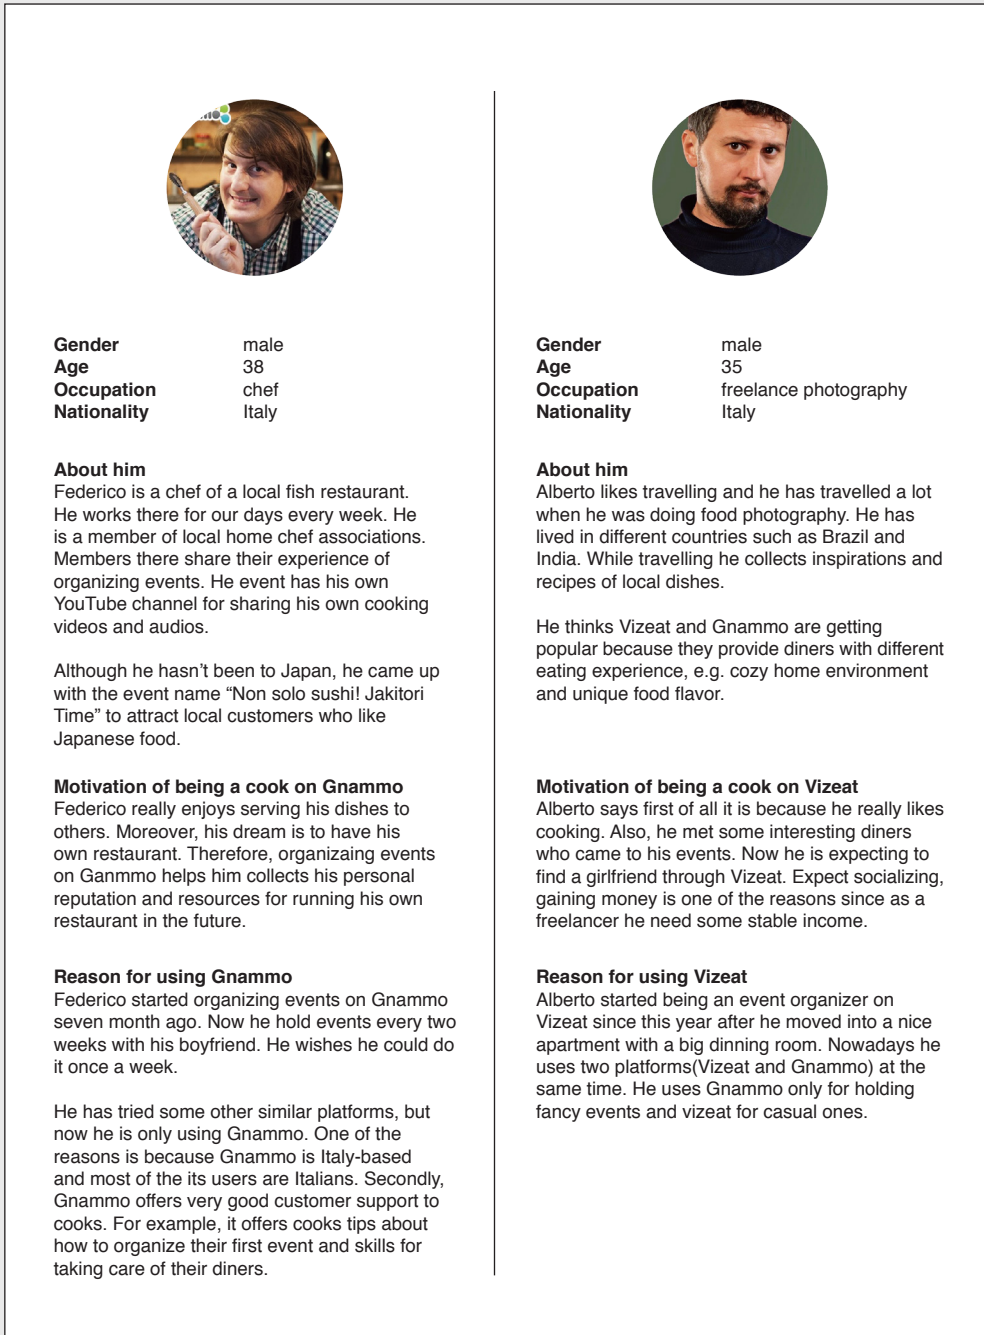 Gender male
Age 38
Occupation chef
Nationality Italy
About him
Federico is a chef of a local fish restaurant.
He works there for our days every week. He
is a member of local home chef associations.
Members there share their experience of
organizing events. He event has his own
YouTube channel for sharing his own cooking
videos and audios.
Although he hasn’t been to Japan, he came up
with the event name “Non solo sushi! Jakitori
Time” to attract local customers who like
Japanese food.
Motivation of being a cook on Gnammo
Federico really enjoys serving his dishes to
others. Moreover, his dream is to have his
own restaurant. Therefore, organizaing events
on Ganmmo helps him collects his personal
reputation and resources for running his own
restaurant in the future.
Reason for using Gnammo
Federico started organizing events on Gnammo
seven month ago. Now he hold events every two
weeks with his boyfriend. He wishes he could do
it once a week.
He has tried some other similar platforms, but
now he is only using Gnammo. One of the
reasons is because Gnammo is Italy-based
and most of the its users are Italians. Secondly,
Gnammo offers very good customer support to
cooks. For example, it offers cooks tips about
how to organize their first event and skills for
taking care of their diners.
Gender male
Age 35
Occupation freelance photography
Nationality Italy
About him
Alberto likes travelling and he has travelled a lot
when he was doing food photography. He has
lived in different countries such as Brazil and
India. While travelling he collects inspirations and
recipes of local dishes.
He thinks Vizeat and Gnammo are getting
popular because they provide diners with different
eating experience, e.g. cozy home environment
and unique food flavor.
Motivation of being a cook on Vizeat
Alberto says first of all it is because he really likes
cooking. Also, he met some interesting diners
who came to his events. Now he is expecting to
find a girlfriend through Vizeat. Expect socializing,
gaining money is one of the reasons since as a
freelancer he need some stable income.
Reason for using Vizeat
Alberto started being an event organizer on
Vizeat since this year after he moved into a nice
apartment with a big dinning room. Nowadays he
uses two platforms(Vizeat and Gnammo) at the
same time. He uses Gnammo only for holding
fancy events and vizeat for casual ones.